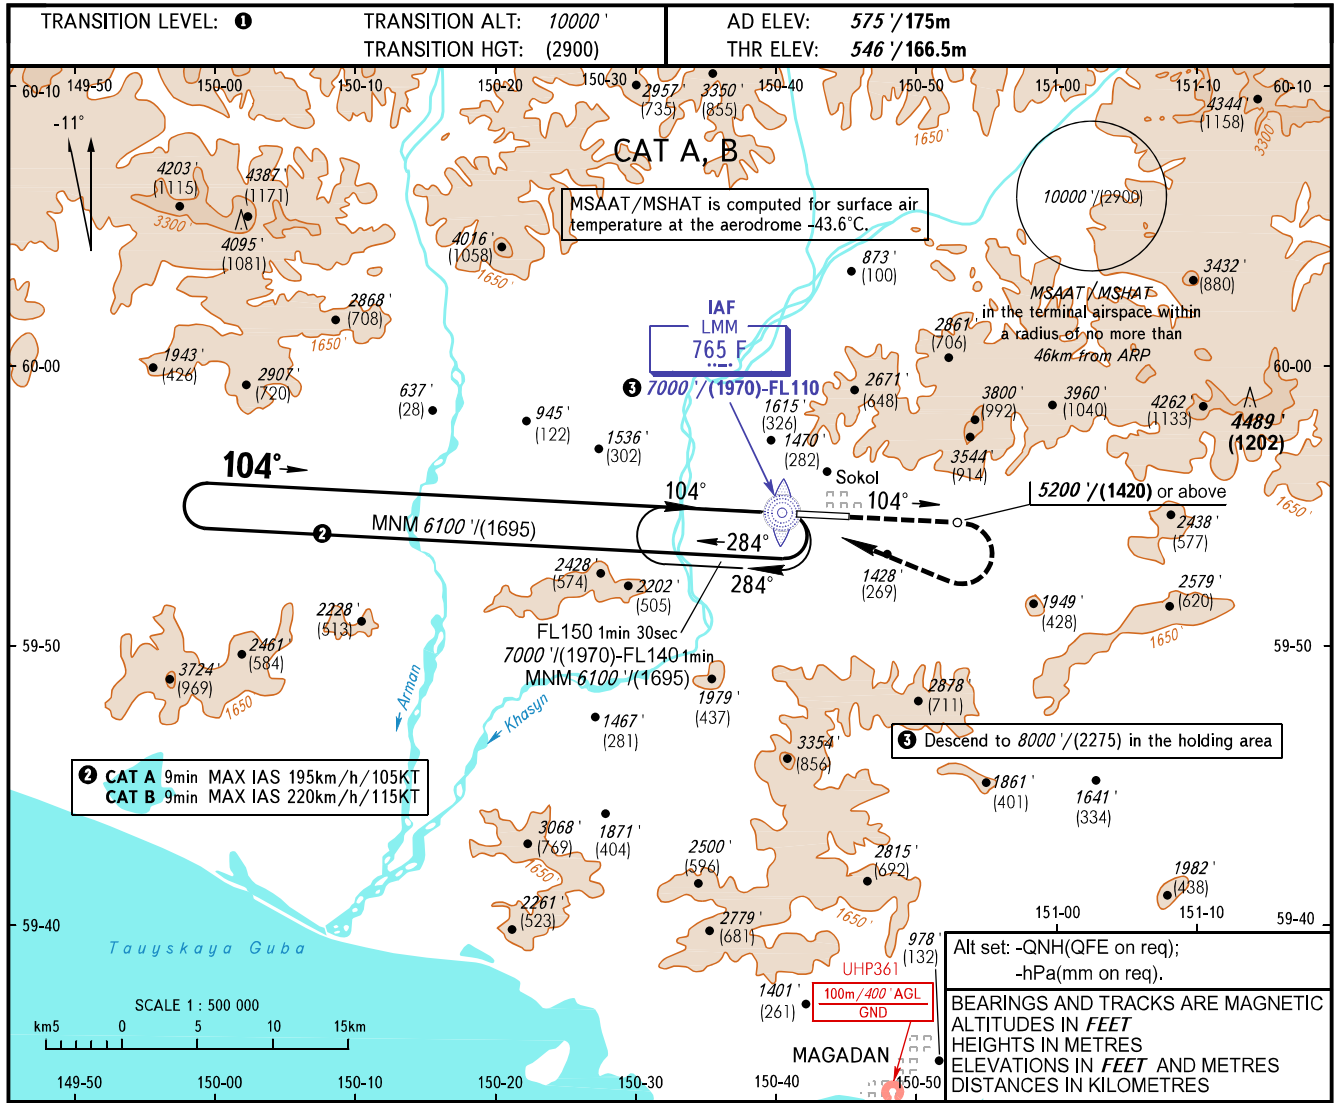 TRANSITION LEVEL: ❶
TRANSITION ALT: 10000'
TRANSITION HGT: (2900)
AD ELEV: 575'/175m
THR ELEV: 546'/166.5m
149-50 150-00 150-10 150-20 150-30 150-40 150-50 151-00 151-10
60-10
60-10
-11°
2957'
(735)
3350'
(855)
1650'
4344'
(1158)
3300'
CAT A, B
4203'
(1115)
4387'
(1171)
3300'
4095'
(1081)
MSAAT/MSHAT is computed for surface air
temperature at the aerodrome -43.6°C.
10000'/(2900)
4016'
(1058)
1650'
873'
(100)
3432'
(880)
MSAAT/MSHAT
in the terminal airspace within
a radius of no more than
46km from ARP
2868'
(708)
1650'
IAF
LMM
765 F
❸ 7000'/(1970)-FL110
2861'
(706)
60-00
60-00
1943'
(426)
2907'
(720)
637'
(28)
945'
(122)
1536'
(302)
1615'
(326)
1470'
(282)
2671'
(648)
3800'
(992)
3960'
(1040)
4262'
(1133)
4489'
(1202)
3544'
(914)
Sokol
104°
104°
104°
5200'/(1420) or above
1650'
MNM 6100'/(1695)
❷
284°
284°
2438'
(577)
2428'
(574)
2202'
(505)
1428'
(269)
2579'
(620)
1949'
(428)
1650'
2228'
(513)
FL150 1min 30sec
7000'/(1970)-FL140 1min
MNM 6100'/(1695)
59-50
59-50
2461'
(584)
3724'
(969)
1650
Arman
Khasyn
1979'
(437)
1467'
(281)
2878'
(711)
3354'
(856)
❸ Descend to 8000'/(2275) in the holding area
❷ CAT A 9min MAX IAS 195km/h/105KT
CAT B 9min MAX IAS 220km/h/115KT
1861'
(401)
1641'
(334)
3068'
(769)
1650'
1871'
(404)
2500'
(596)
2815'
(692)
1982'
(438)
2261'
(523)
2779'
(681)
1650'
151-00 151-10
59-40
59-40
Tauyskaya Guba
978'
(132)
UHP361
100m/400'AGL
GND
1401'
(261)
Alt set: -QNH(QFE on req);
-hPa(mm on req).
SCALE 1 : 500 000
km5 0 5 10 15km
MAGADAN
BEARINGS AND TRACKS ARE MAGNETIC
ALTITUDES IN FEET
HEIGHTS IN METRES
ELEVATIONS IN FEET AND METRES
DISTANCES IN KILOMETRES
149-50 150-00 150-10 150-20 150-30 150-40 150-50